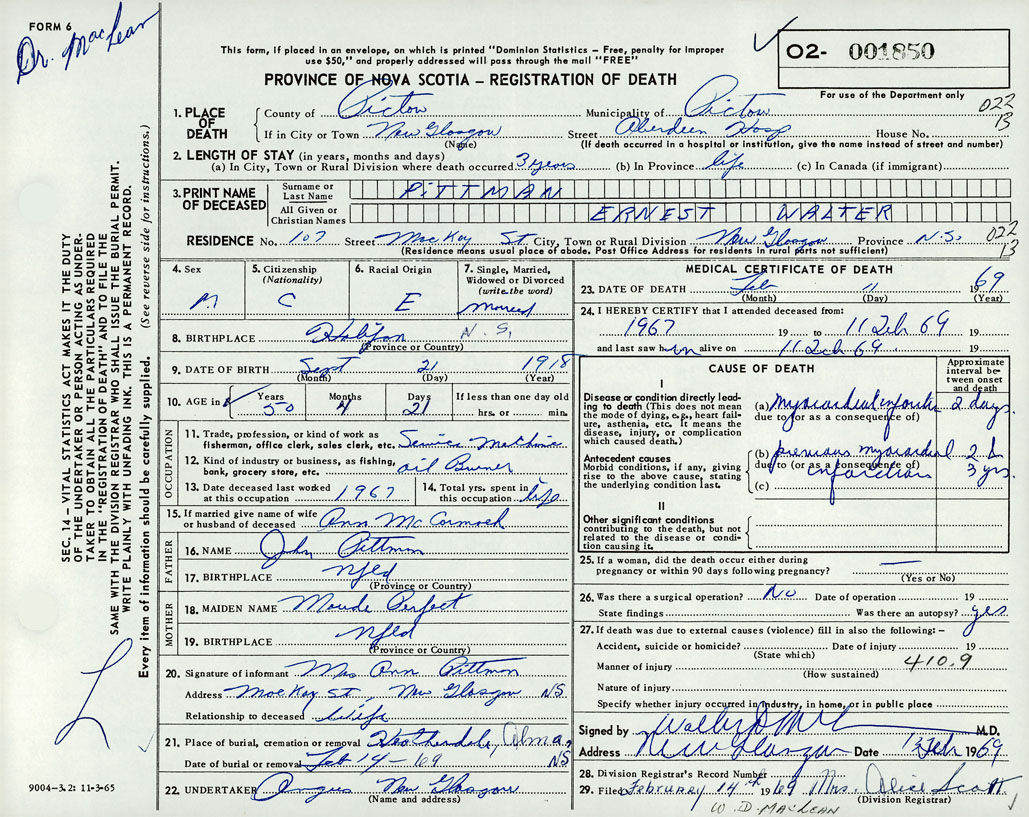 FORM 6
Dr. MacLean
This form, if placed in an envelope, on which is printed "Dominion Statistics – Free, penalty for improper
use $50," and properly addressed will pass through the mail "FREE"
PROVINCE OF NOVA SCOTIA – REGISTRATION OF DEATH
02- 001850
For use of the Department only
1. PLACE OF DEATH
County of Pictou Municipality of Pictou 022
If in City or Town New Glasgow Street Aberdeen Hosp House No. 13
(Name) (If death occurred in a hospital or institution, give the name instead of street and number)
2. LENGTH OF STAY (in years, months and days)
(a) In City, Town or Rural Division where death occurred 3 years (b) In Province life (c) In Canada (if immigrant)
3. PRINT NAME OF DECEASED
Surname or Last Name PITTMAN
All Given or Christian Names ERNEST WALTER
RESIDENCE No. 107 Street MacKay St City, Town or Rural Division New Glasgow Province N.S. 022
(Residence means usual place of abode. Post Office Address for residents in rural parts not sufficient) 13
4. Sex M
5. Citizenship (Nationality) C
6. Racial Origin E
7. Single, Married, Widowed or Divorced (write the word) Married
8. BIRTHPLACE Halifax N.S.
(Province or Country)
9. DATE OF BIRTH Sept 21 1918
(Month) (Day) (Year)
10. AGE in Years 50 Months 4 Days 21 If less than one day old
hrs. or min.
OCCUPATION
11. Trade, profession, or kind of work as
fisherman, office clerk, sales clerk, etc. Service
12. Kind of industry or business, as fishing,
bank, grocery store, etc. oil Burner
13. Date deceased last worked
at this occupation 1967
14. Total yrs. spent in
this occupation life
15. If married give name of wife
or husband of deceased Ann McCormack
FATHER
16. NAME John Pittman
17. BIRTHPLACE Nfld
(Province or Country)
MOTHER
18. MAIDEN NAME Maude Perfect
19. BIRTHPLACE Nfld
(Province or Country)
20. Signature of informant Mrs Ann Pittman
Address MacKay St, New Glasgow NS
Relationship to deceased Wife
21. Place of burial, cremation or removal Heatherdale, Alma, NS
Date of burial or removal Feb 14 - 69
22. UNDERTAKER Angus New Glasgow
(Name and address)
MEDICAL CERTIFICATE OF DEATH
23. DATE OF DEATH Feb 11 1969
(Month) (Day) (Year)
24. I HEREBY CERTIFY that I attended deceased from:
1967 19 to 11 Feb 69 19
and last saw him alive on 11 Feb 69 19
CAUSE OF DEATH
Approximate interval between onset and death
I
Disease or condition directly leading to death (This does not mean the mode of dying, e.g., heart failure, asthenia, etc. It means the disease, injury, or complication which caused death.)
(a) myocardial infarction 2 days
due to (or as a consequence of)
Antecedent causes
Morbid conditions, if any, giving rise to the above cause, stating the underlying condition last.
(b) previous myocardial infarctions 2 & 3 yrs.
due to (or as a consequence of)
(c)
II
Other significant conditions
contributing to the death, but not related to the disease or condition causing it.
25. If a woman, did the death occur either during
pregnancy or within 90 days following pregnancy? —
(Yes or No)
26. Was there a surgical operation? No Date of operation 19
State findings Was there an autopsy? yes
27. If death was due to external causes (violence) fill in also the following: –
Accident, suicide or homicide? Date of injury 19
(State which)
Manner of injury 410.9
(How sustained)
Nature of injury
Specify whether injury occurred in industry, in home, or in public place
Signed by M.D.
Address New Glasgow Date 12 Feb 1969
28. Division Registrar's Record Number
29. Filed February 14th 1969 Mrs. Alice Scott
(Division Registrar)
W. D. MACLEAN
SEC. 14 – VITAL STATISTICS ACT MAKES IT THE DUTY
OF THE UNDERTAKER OR PERSON ACTING AS UNDER-
TAKER TO OBTAIN ALL THE PARTICULARS REQUIRED
IN THE "REGISTRATION OF DEATH" AND TO FILE THE
SAME WITH THE DIVISION REGISTRAR WHO SHALL ISSUE THE BURIAL PERMIT.
WRITE PLAINLY WITH UNFADING INK. THIS IS A PERMANENT RECORD.
Every item of information should be carefully supplied. (See reverse side for instructions.)
9004-3.2: 11-3-65